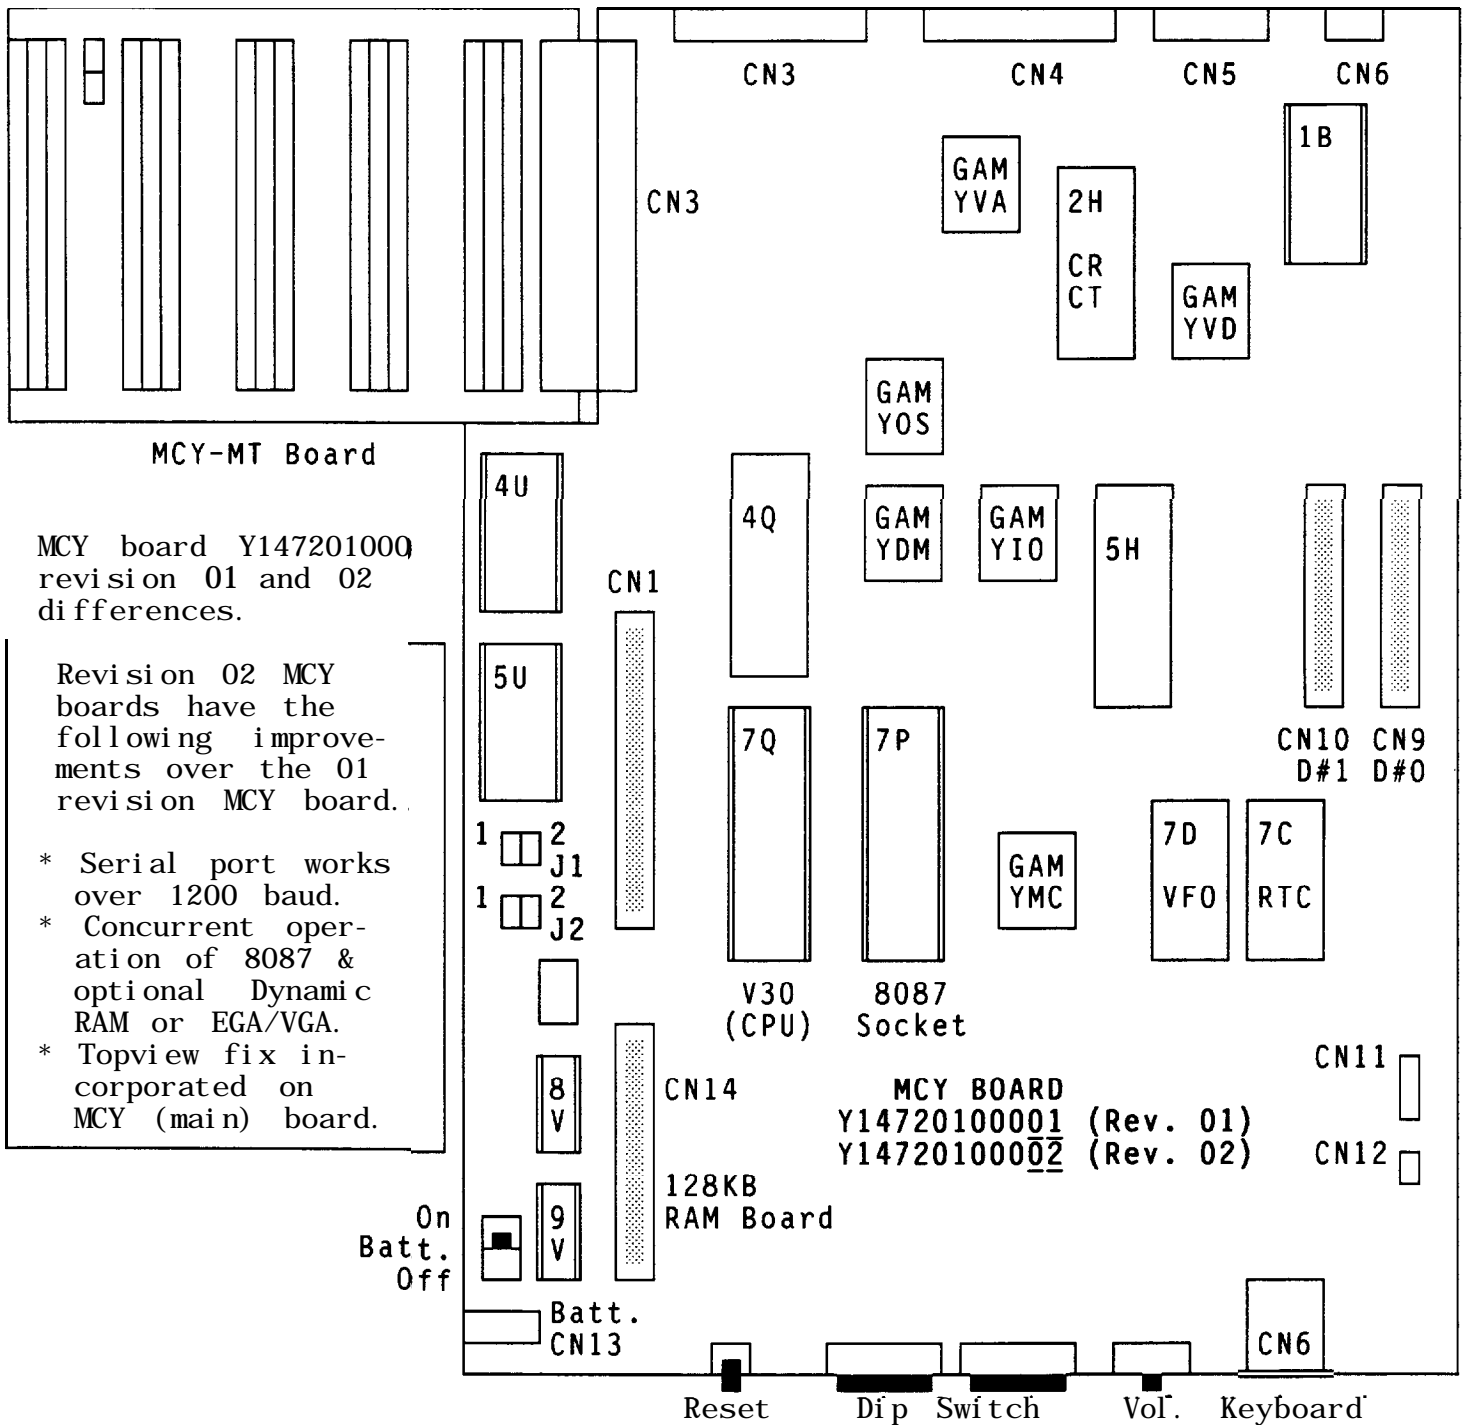 CN3
CN4
CN5
CN6
1B
GAM
YVA
2H
CR
CT
CN3
GAM
YVD
GAM
YOS
MCY-MT Board
4U
4Q
GAM
YDM
GAM
YIO
5H
MCY board Y147201000
revision 01 and 02
differences.
CN1
Revision 02 MCY
boards have the
following improve-
ments over the 01
revision MCY board.
5U
7Q
7P
CN10 CN9
D#1 D#0
1 2
J1
1 2
J2
GAM
YMC
7D
VFO
7C
RTC
* Serial port works
over 1200 baud.
* Concurrent oper-
ation of 8087 &
optional Dynamic
RAM or EGA/VGA.
* Topview fix in-
corporated on
MCY (main) board.
V30
(CPU)
8087
Socket
8
V
CN14
MCY BOARD
Y14720100001 (Rev. 01)
Y14720100002 (Rev. 02)
CN11
CN12
128KB
RAM Board
On
Batt.
Off
9
V
Batt.
CN13
CN6
Reset
Dip Switch
Vol.
Keyboard